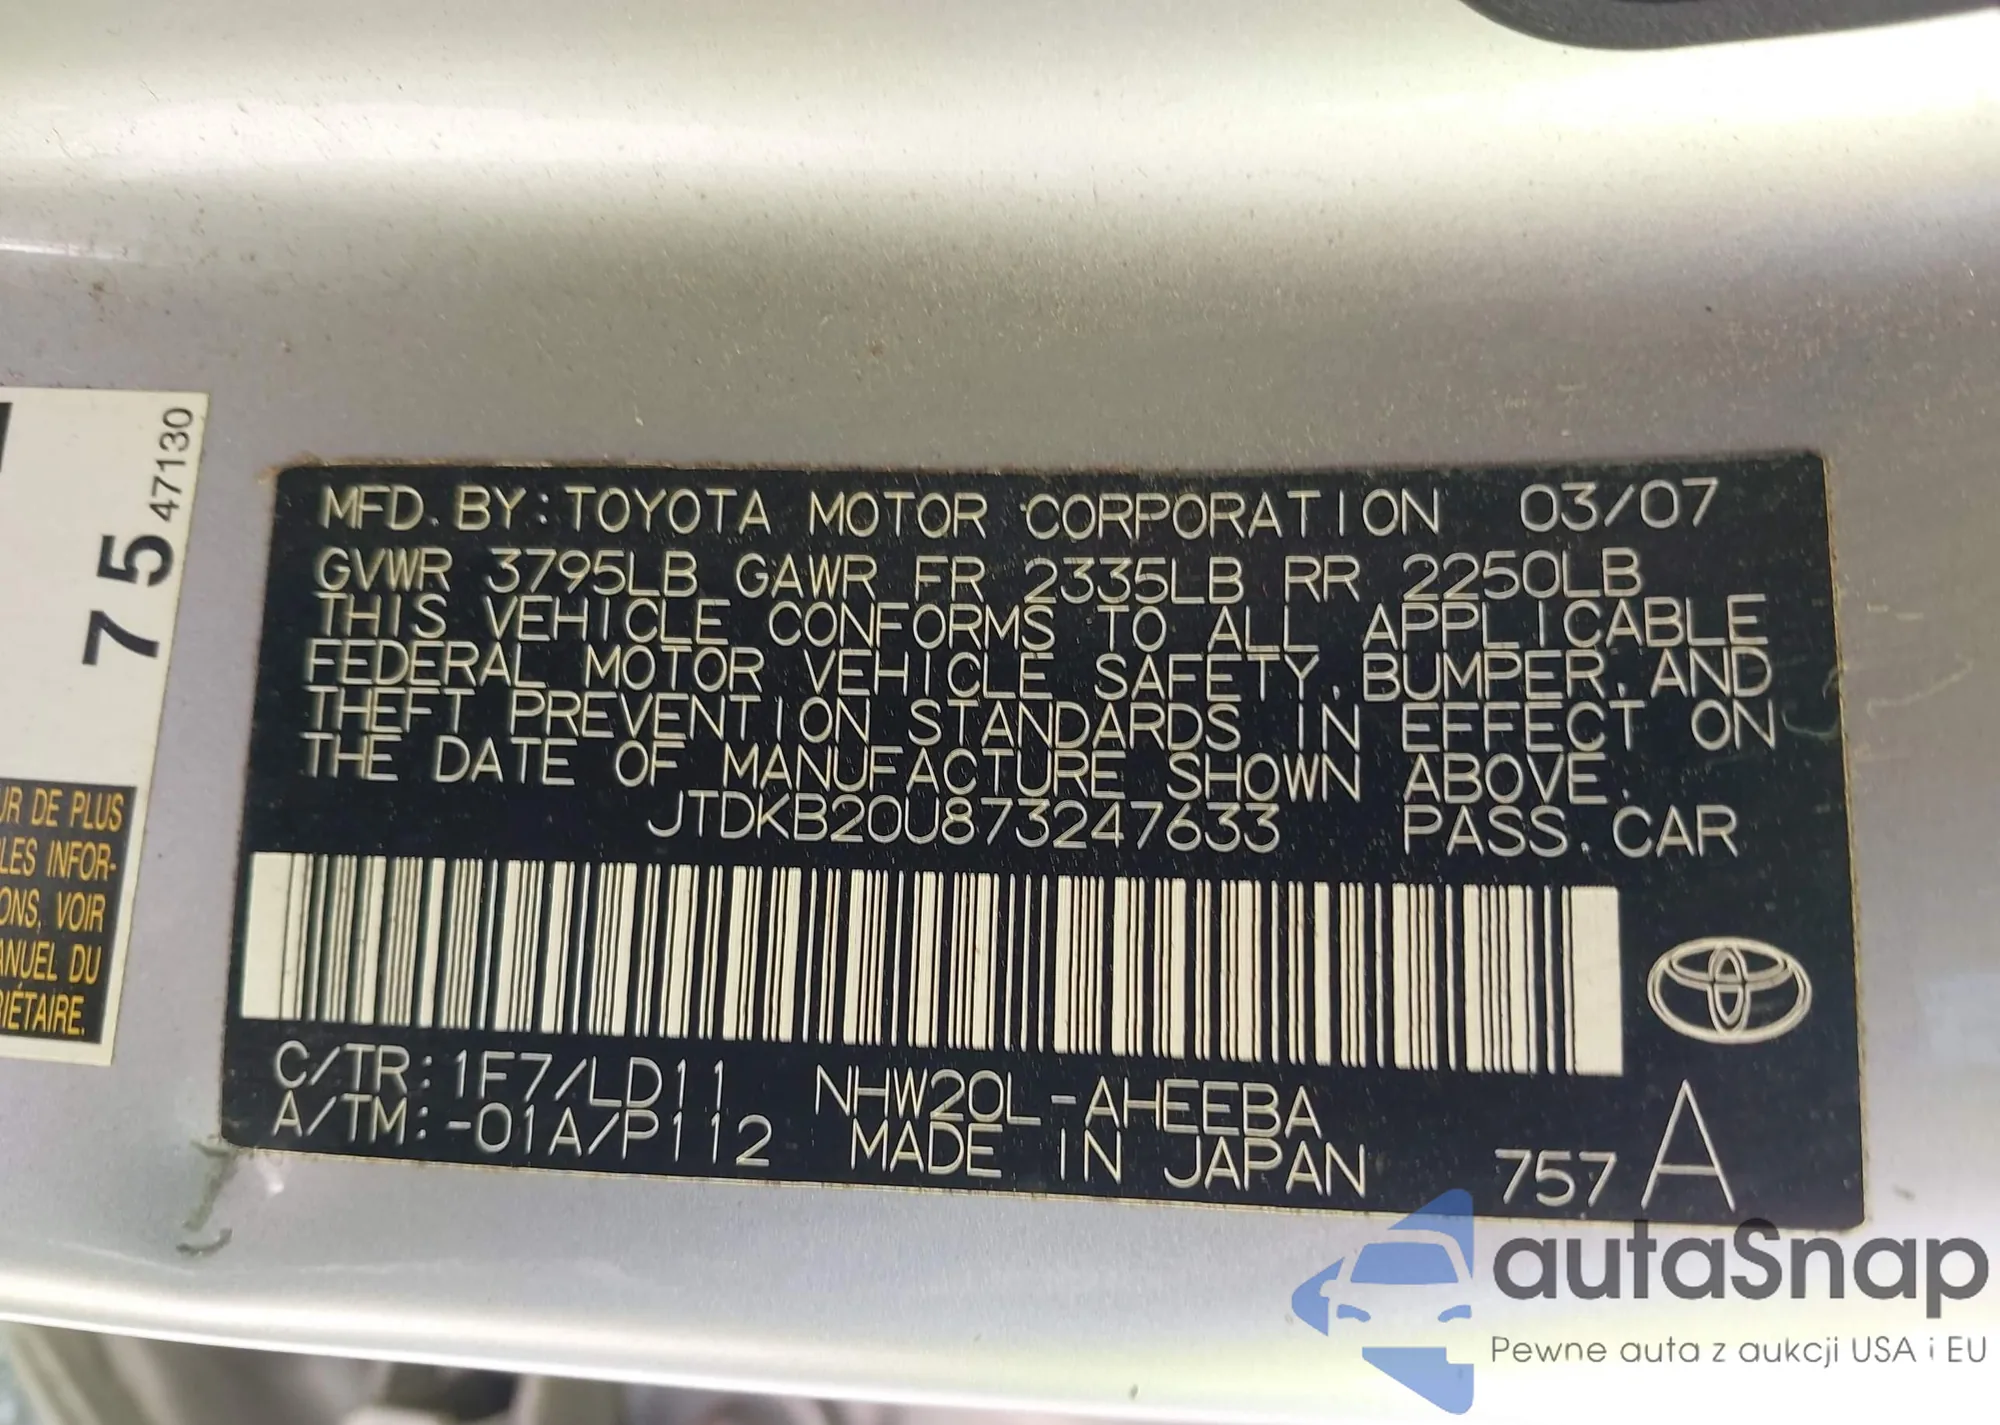 47130
75
UR DE PLUS
LES INFOR-
ONS, VOIR
ANUEL DU
RIÉTAIRE.
MFD. BY: TOYOTA MOTOR CORPORATION 03/07
GVWR 3795LB GAWR FR 2335LB RR 2250LB
THIS VEHICLE CONFORMS TO ALL APPLICABLE
FEDERAL MOTOR VEHICLE SAFETY, BUMPER, AND
THEFT PREVENTION STANDARDS IN EFFECT ON
THE DATE OF MANUFACTURE SHOWN ABOVE.
JTDKB20U873247633 PASS. CAR
C/TR: 1F7/LD11 NHW20L-AHEEBA
A/TM: -01A/P112 MADE IN JAPAN 757 A
autaSnap
Pewne auta z aukcji USA i EU